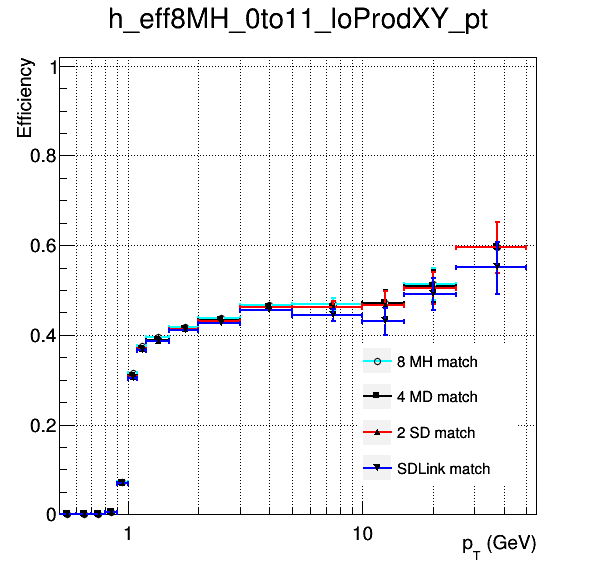 h_eff8MH_0to11_loProdXY_pt
Efficiency
1
0.8
0.6
0.4
0.2
0
8 MH match
4 MD match
2 SD match
SDLink match
1
10
p_T (GeV)